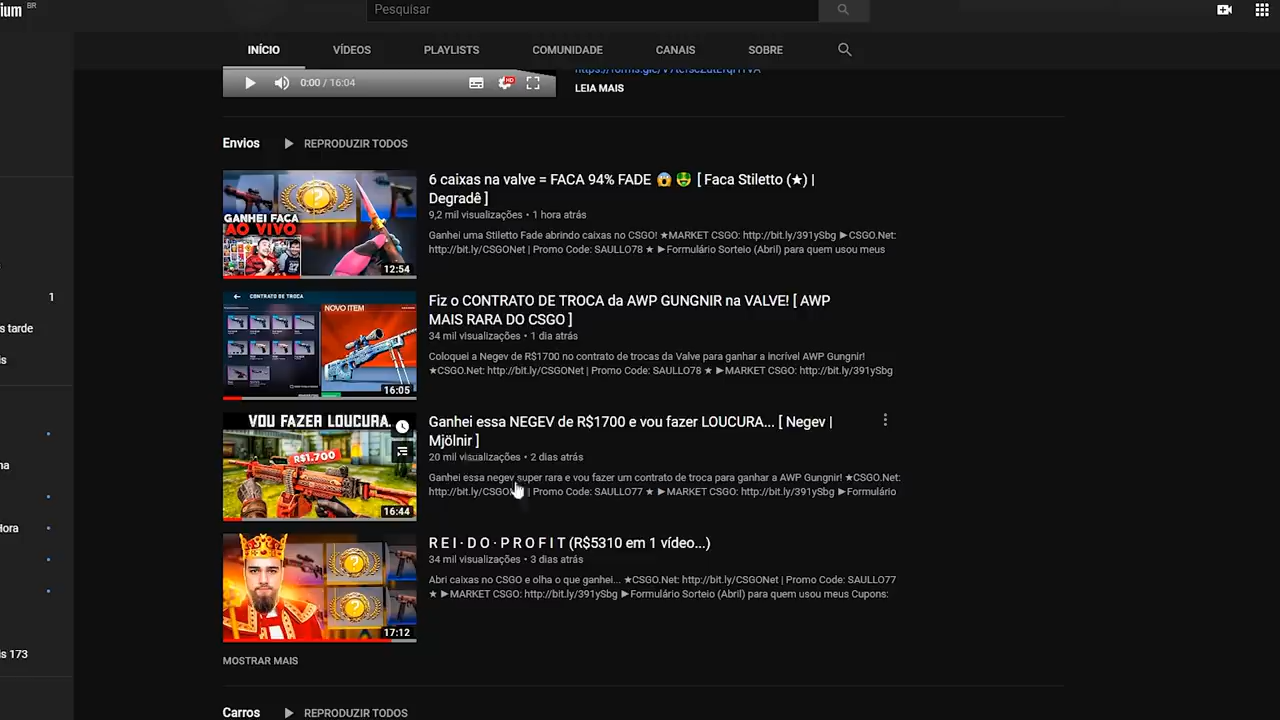 ium BR
Pesquisar
INÍCIO VÍDEOS PLAYLISTS COMUNIDADE CANAIS SOBRE
0:00 / 16:04
HD
LEIA MAIS
Envios REPRODUZIR TODOS
GANHEI FACA
AO VIVO
12:54
6 caixas na valve = FACA 94% FADE 😱 🤑 [ Faca Stiletto (★) |
Degradê ]
9,2 mil visualizações • 1 hora atrás
Ganhei uma Stiletto Fade abrindo caixas no CSGO! ★MARKET CSGO: http://bit.ly/391ySbg ►CSGO.Net:
http://bit.ly/CSGONet | Promo Code: SAULLO78 ★ ►Formulário Sorteio (Abril) para quem usou meus
1
CONTRATO DE TROCA
NOVO ITEM
16:05
Fiz o CONTRATO DE TROCA da AWP GUNGNIR na VALVE! [ AWP
MAIS RARA DO CSGO ]
34 mil visualizações • 1 dia atrás
Coloquei a Negev de R$1700 no contrato de trocas da Valve para ganhar a incrível AWP Gungnir!
★CSGO.Net: http://bit.ly/CSGONet | Promo Code: SAULLO78 ★ ►MARKET CSGO: http://bit.ly/391ySbg
s tarde
is
VOU FAZER LOUCURA.
R$1.700
16:44
Ganhei essa NEGEV de R$1700 e vou fazer LOUCURA... [ Negev |
Mjölnir ]
20 mil visualizações • 2 dias atrás
Ganhei essa negev super rara e vou fazer um contrato de troca para ganhar a AWP Gungnir! ★CSGO.Net:
http://bit.ly/CSGON | Promo Code: SAULLO77 ★ ►MARKET CSGO: http://bit.ly/391ySbg ►Formulário
na
Hora
17:12
R E I · D O · P R O F I T (R$5310 em 1 vídeo...)
34 mil visualizações • 3 dias atrás
Abri caixas no CSGO e olha o que ganhei... ★CSGO.Net: http://bit.ly/CSGONet | Promo Code: SAULLO77
★ ►MARKET CSGO: http://bit.ly/391ySbg ►Formulário Sorteio (Abril) para quem usou meus Cupons:
is 173
MOSTRAR MAIS
Carros REPRODUZIR TODOS